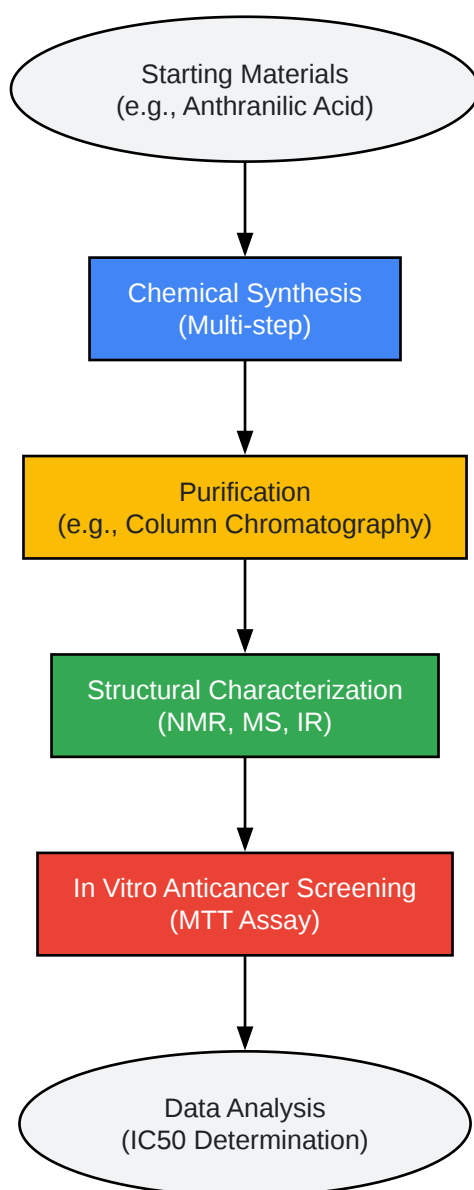 Starting Materials
(e.g., Anthranilic Acid)
Chemical Synthesis
(Multi-step)
Purification
(e.g., Column Chromatography)
Structural Characterization
(NMR, MS, IR)
In Vitro Anticancer Screening
(MTT Assay)
Data Analysis
(IC50 Determination)